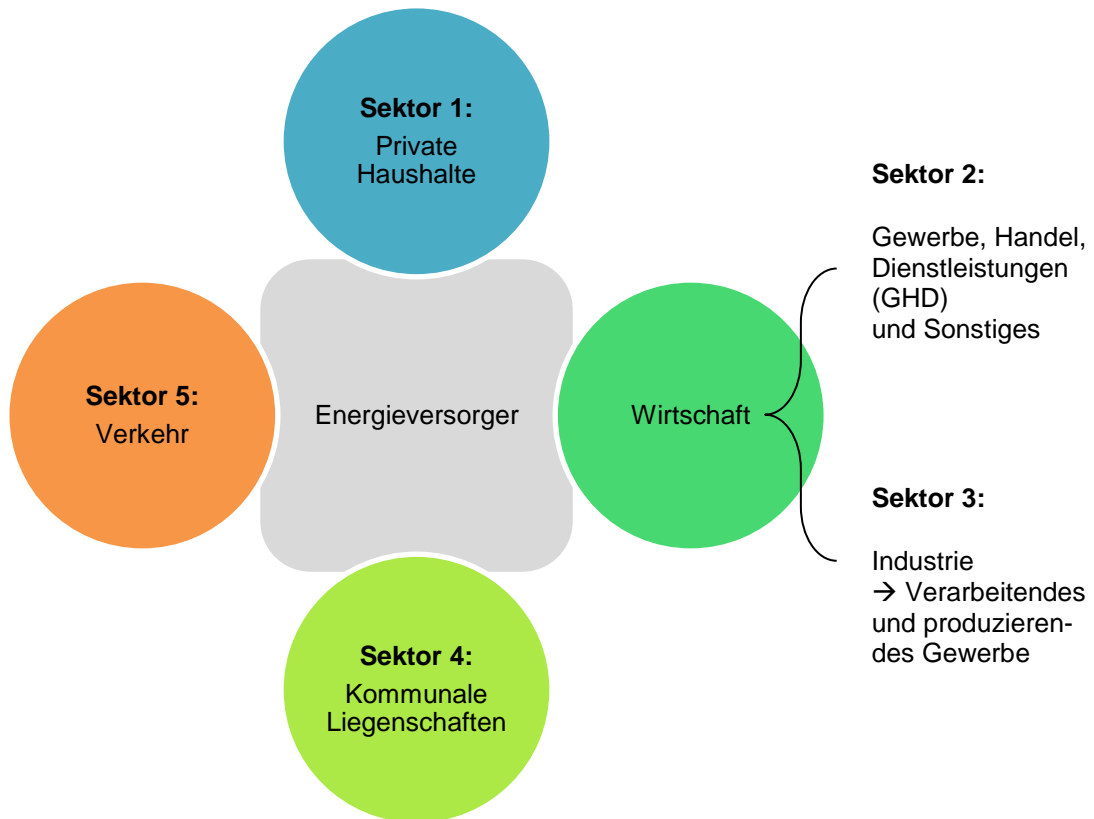 Sektor 1:
Private
Haushalte
Sektor 2:
Gewerbe, Handel,
Dienstleistungen
(GHD)
und Sonstiges
Sektor 5:
Verkehr
Energieversorger
Wirtschaft
Sektor 3:
Industrie
→ Verarbeitendes
und produzieren-
des Gewerbe
Sektor 4:
Kommunale
Liegenschaften